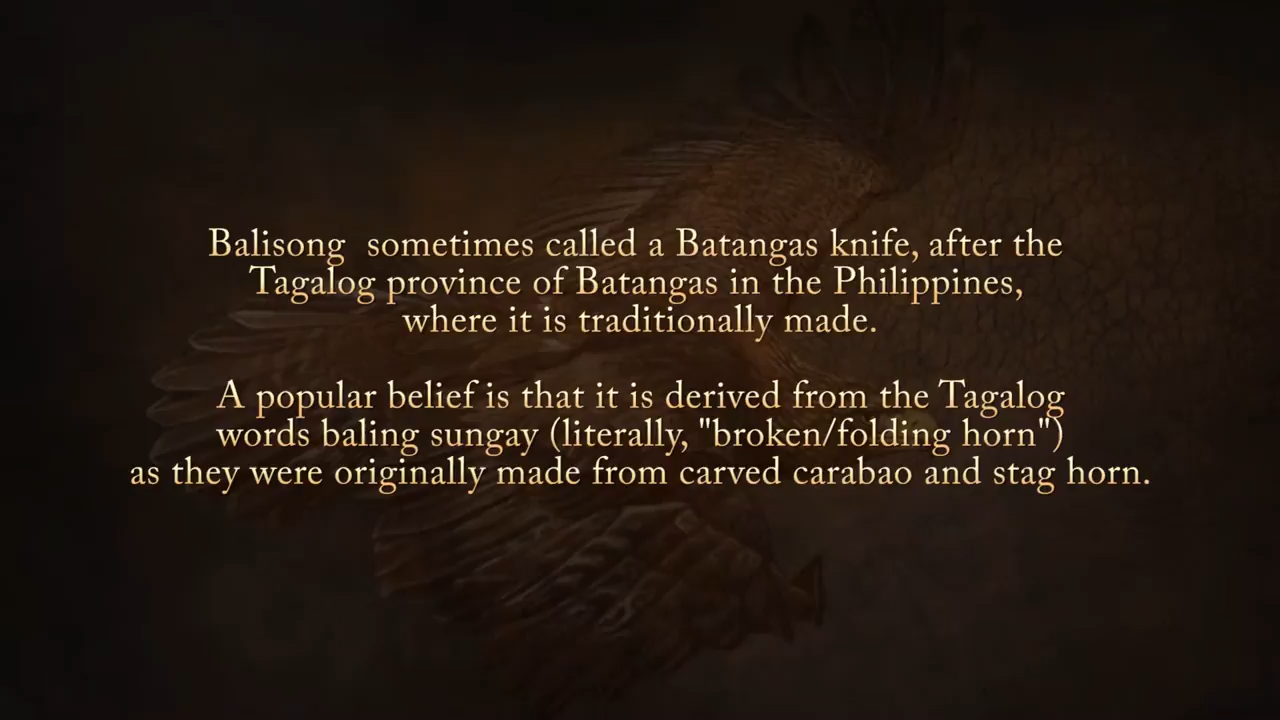 Balisong  sometimes called a Batangas knife, after the
Tagalog province of Batangas in the Philippines,
where it is traditionally made.
A popular belief is that it is derived from the Tagalog
words baling sungay (literally, "broken/folding horn")
as they were originally made from carved carabao and stag horn.